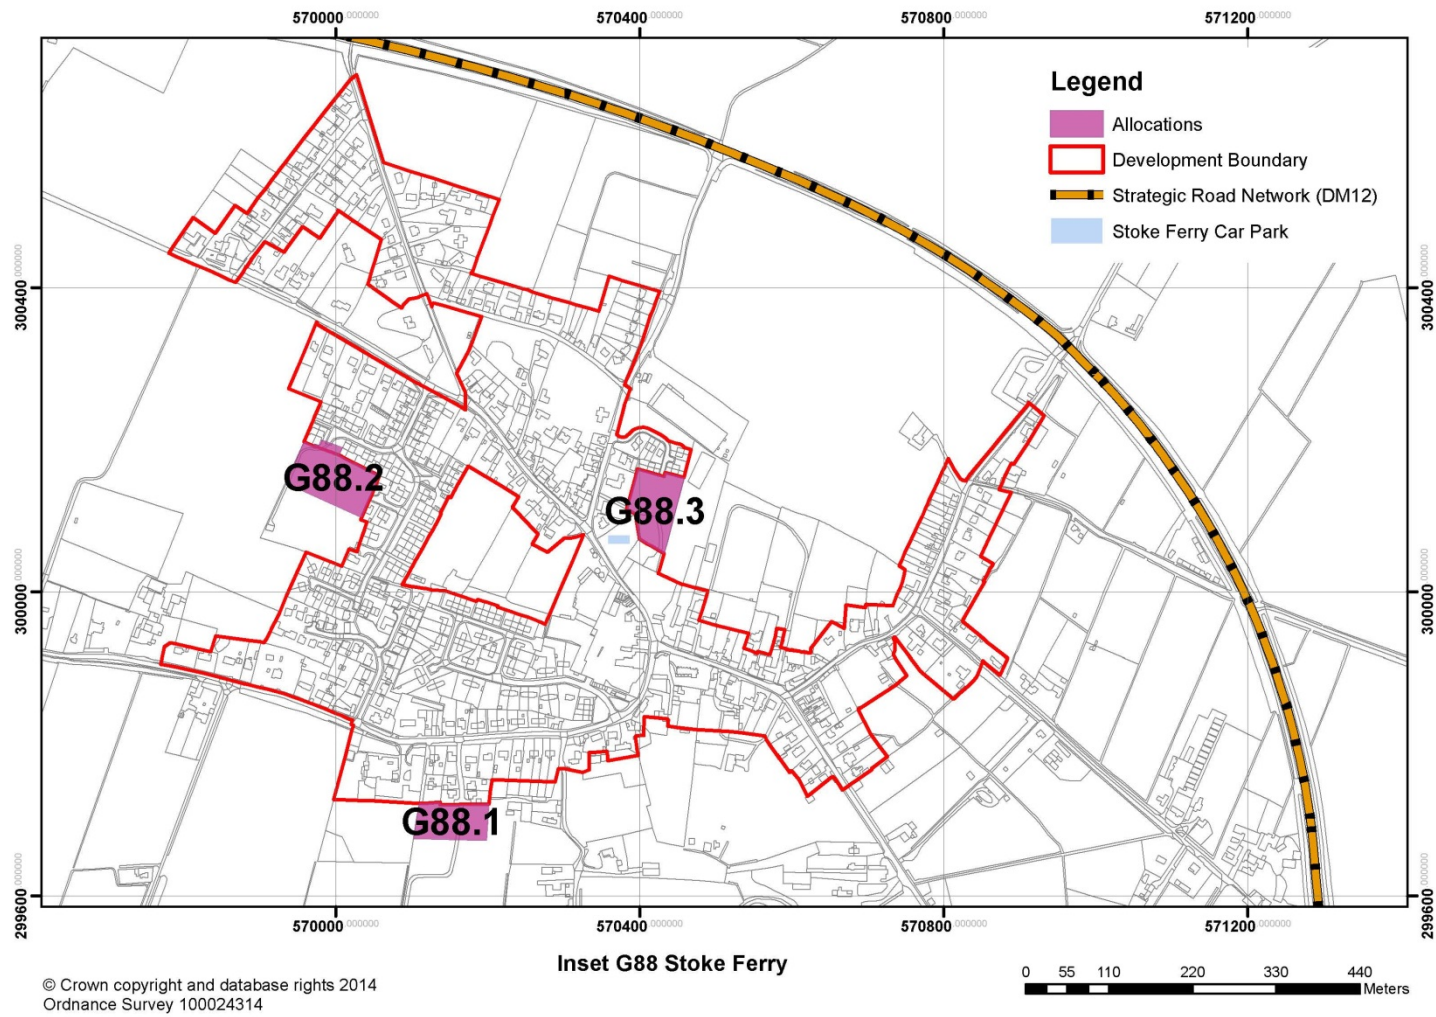 570000.000000 570400.000000 570800.000000 571200.000000
Legend
Allocations
Development Boundary
Strategic Road Network (DM12)
Stoke Ferry Car Park
300400.000000
300400.000000
G88.2
G88.3
300000.000000
300000.000000
G88.1
299600.000000
299600.000000
570000.000000 570400.000000 570800.000000 571200.000000
Inset G88 Stoke Ferry
© Crown copyright and database rights 2014
Ordnance Survey 100024314
0 55 110 220 330 440
Meters